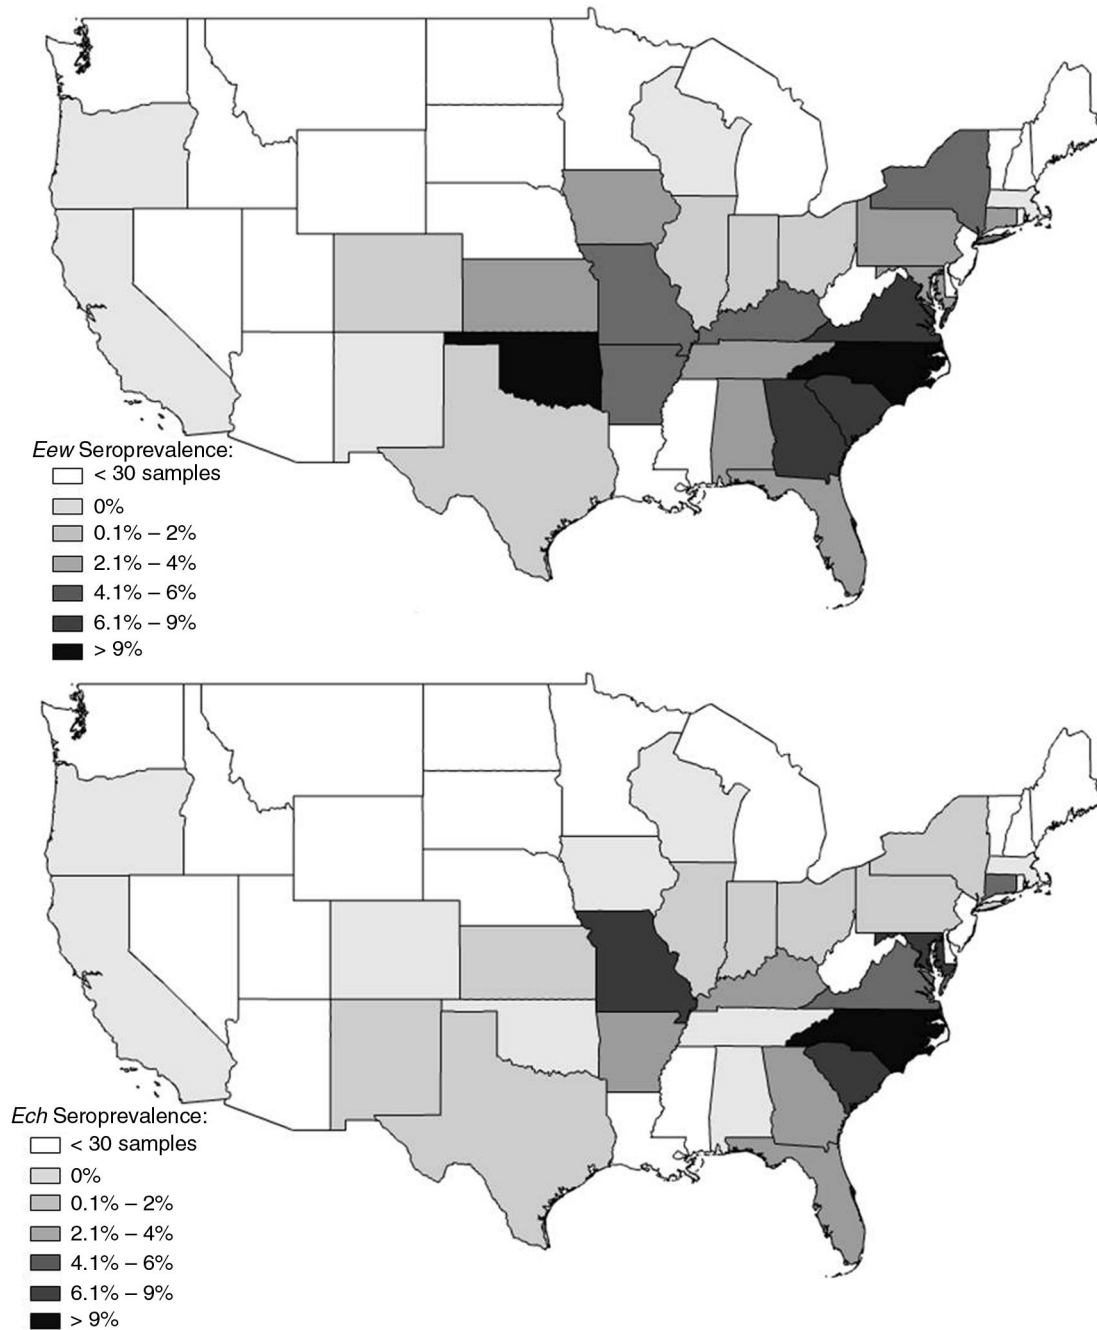 Eew Seroprevalence:
< 30 samples
0%
0.1% – 2%
2.1% – 4%
4.1% – 6%
6.1% – 9%
> 9%
Ech Seroprevalence:
< 30 samples
0%
0.1% – 2%
2.1% – 4%
4.1% – 6%
6.1% – 9%
> 9%